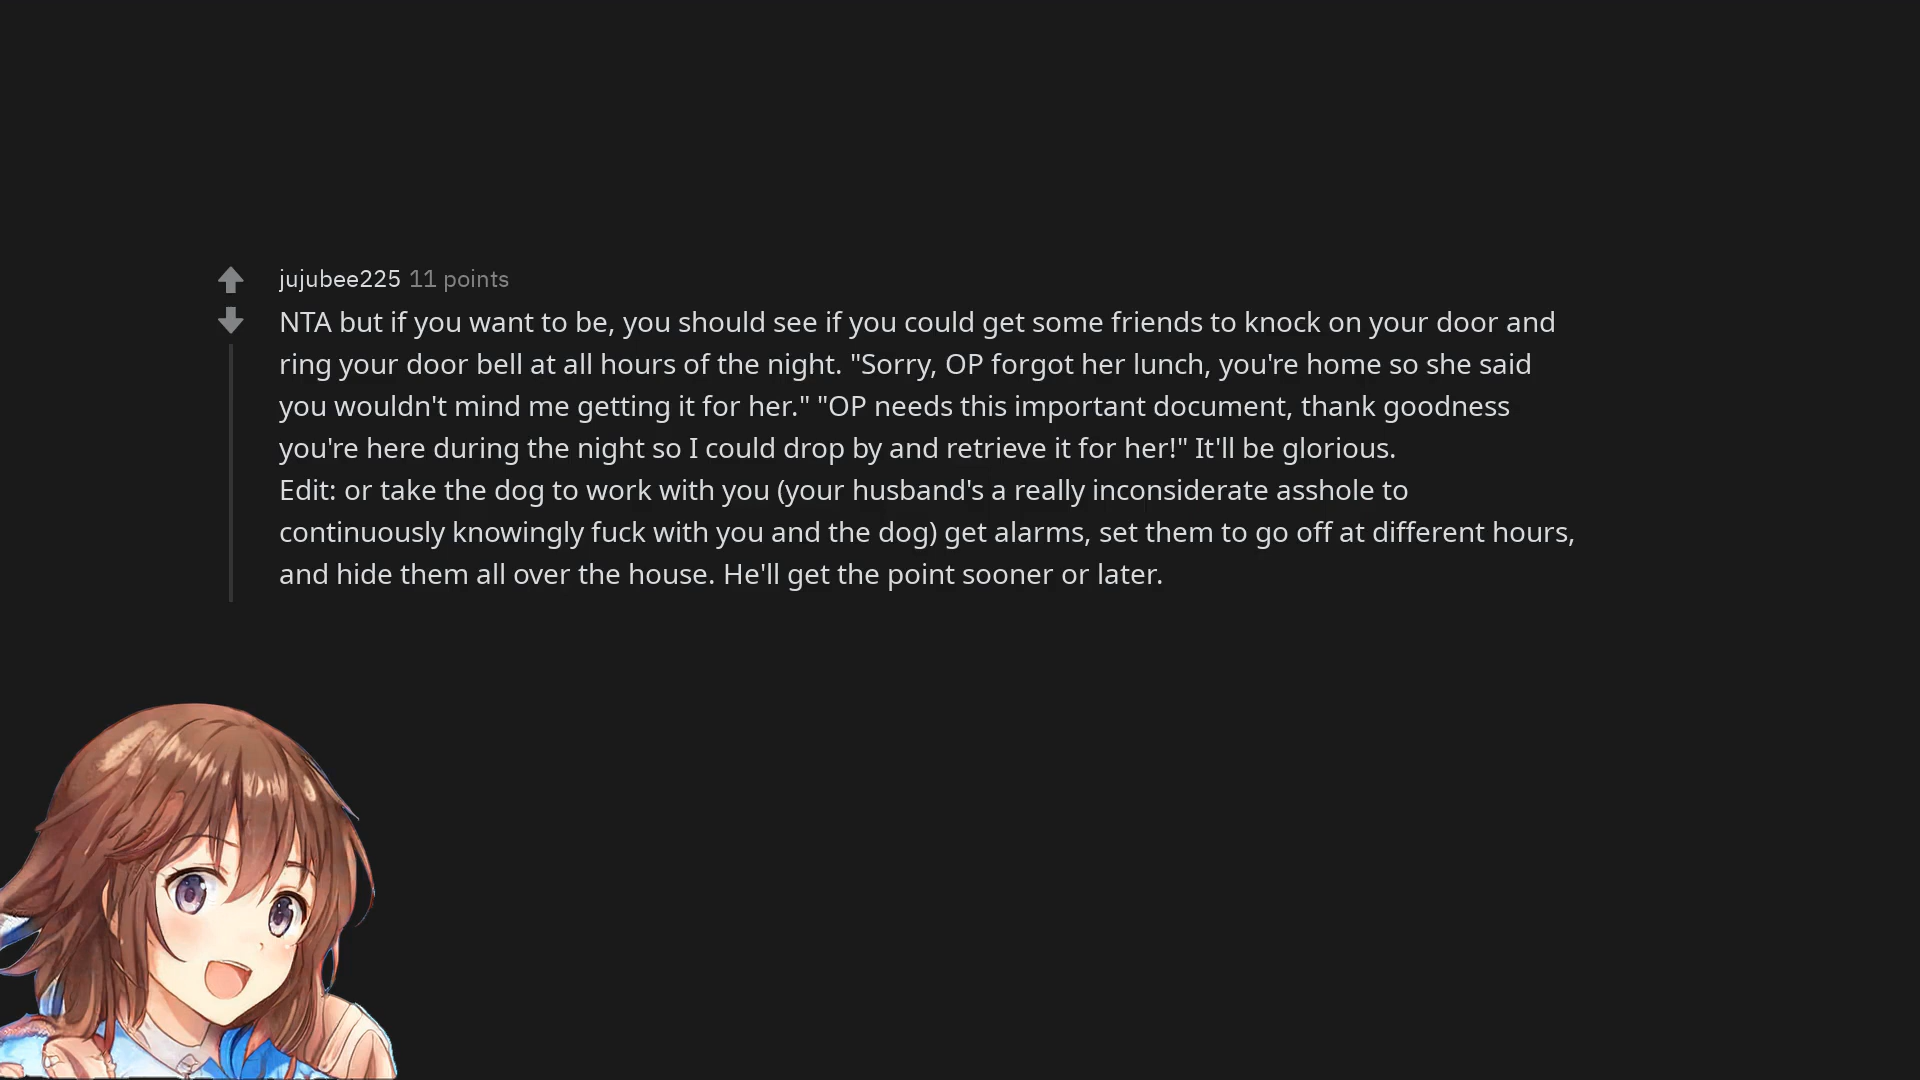 jujubee225 11 points
NTA but if you want to be, you should see if you could get some friends to knock on your door and
ring your door bell at all hours of the night. "Sorry, OP forgot her lunch, you're home so she said
you wouldn't mind me getting it for her." "OP needs this important document, thank goodness
you're here during the night so I could drop by and retrieve it for her!" It'll be glorious.
Edit: or take the dog to work with you (your husband's a really inconsiderate asshole to
continuously knowingly fuck with you and the dog) get alarms, set them to go off at different hours,
and hide them all over the house. He'll get the point sooner or later.